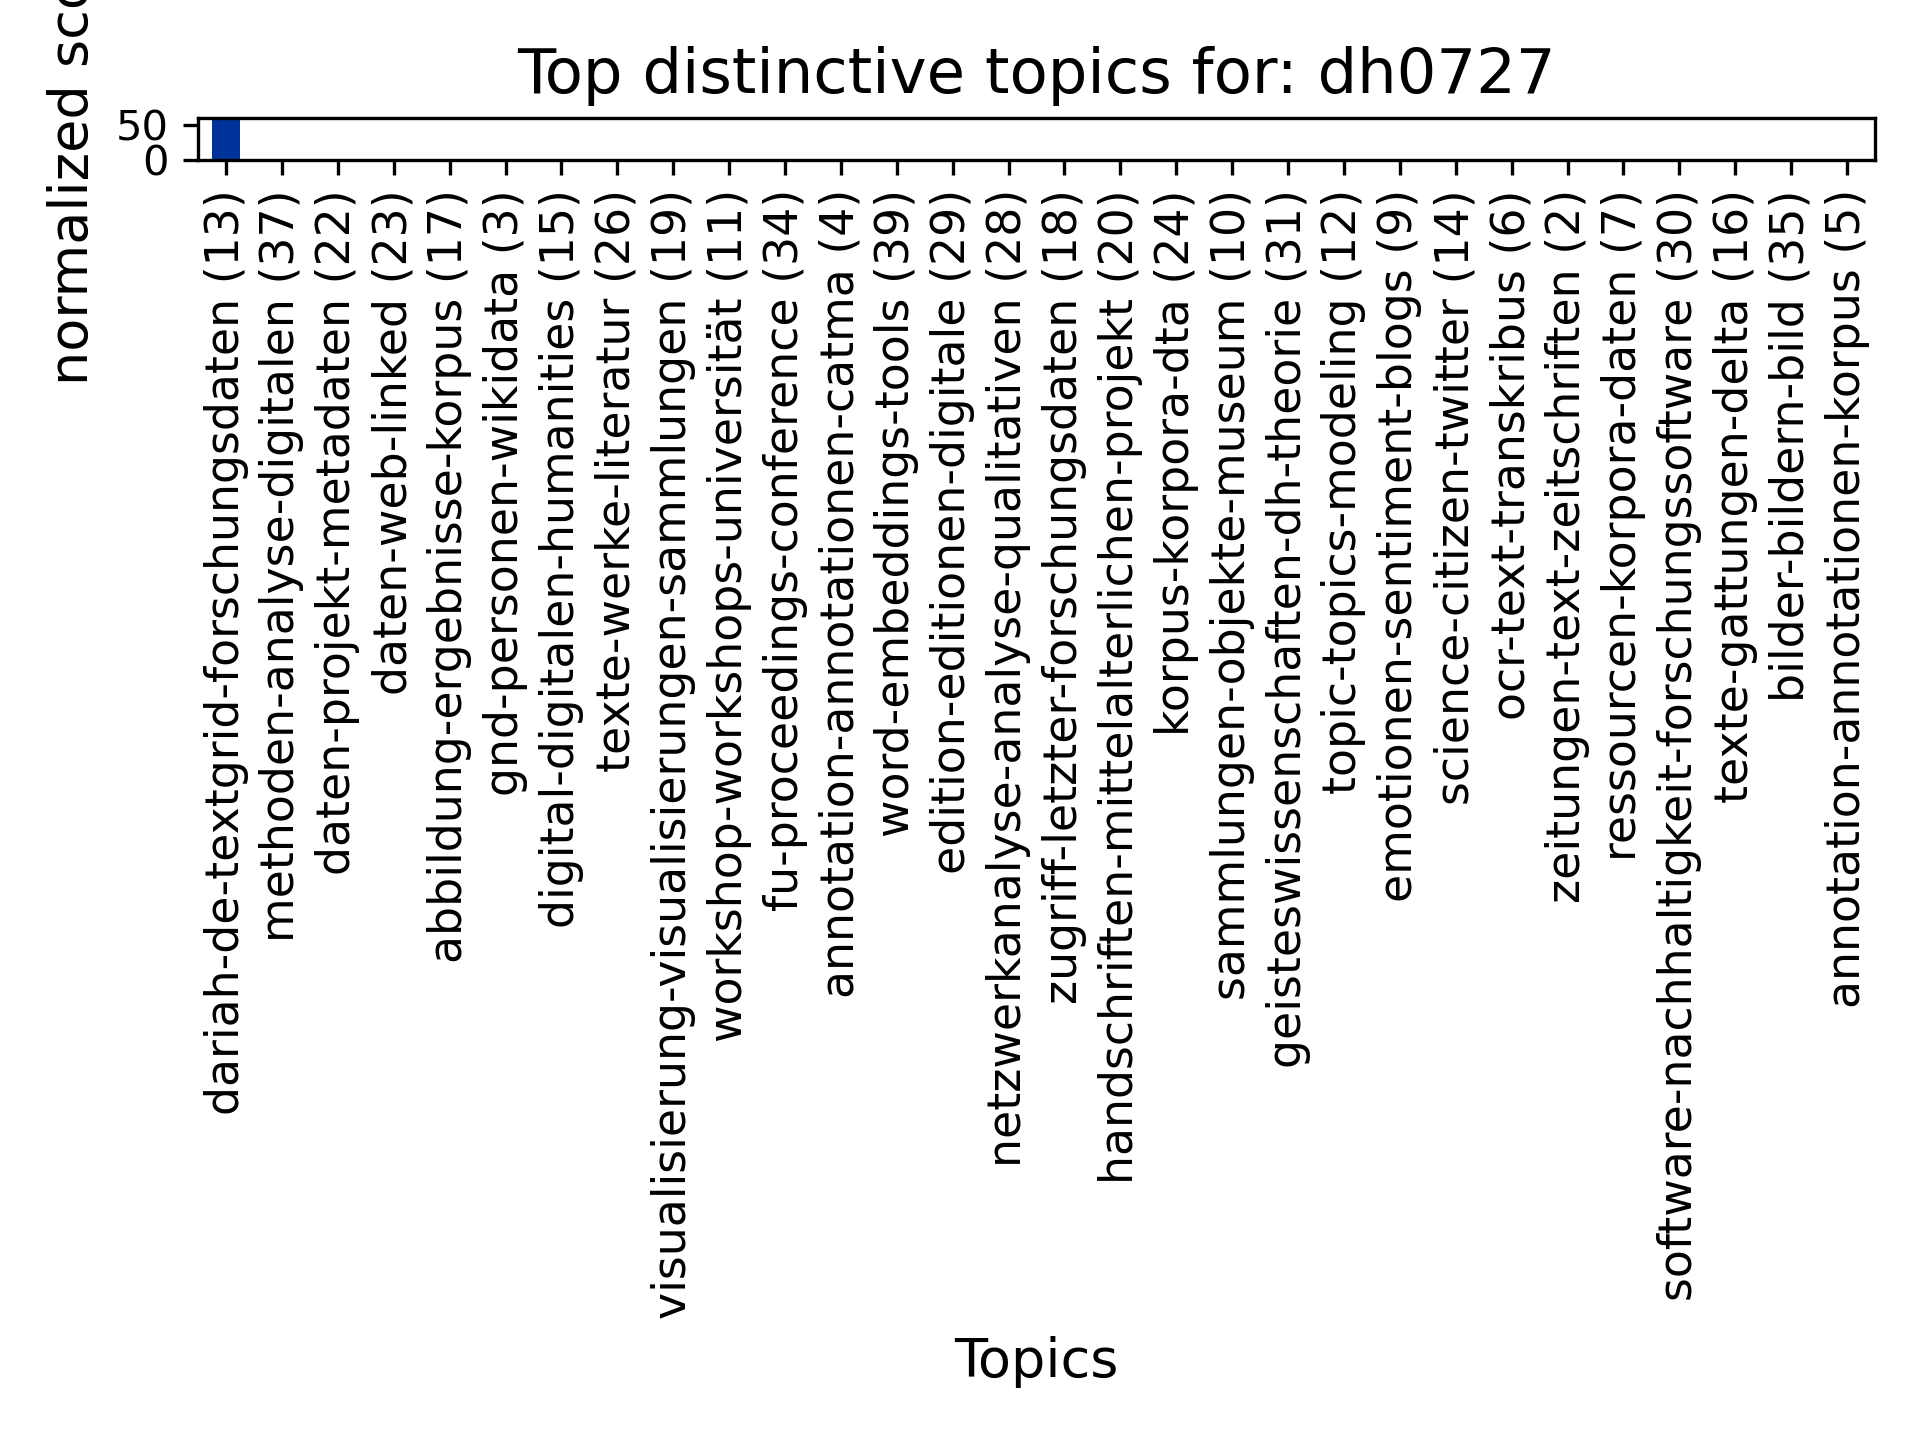 Top distinctive topics for: dh0727
normalized
50
0
dariah-de-textgrid-forschungsdaten (13)
methoden-analyse-digitalen (37)
daten-projekt-metadaten (22)
daten-web-linked (23)
abbildung-ergebnisse-korpus (17)
gnd-personen-wikidata (3)
digital-digitalen-humanities (15)
texte-werke-literatur (26)
visualisierung-visualisierungen-sammlungen (19)
workshop-workshops-universität (11)
fu-proceedings-conference (34)
annotation-annotationen-catma (4)
word-embeddings-tools (39)
edition-editionen-digitale (29)
netzwerkanalyse-analyse-qualitativen (28)
zugriff-letzter-forschungsdaten (18)
handschriften-mittelalterlichen-projekt (20)
korpus-korpora-dta (24)
sammlungen-objekte-museum (10)
geisteswissenschaften-dh-theorie (31)
topic-topics-modeling (12)
emotionen-sentiment-blogs (9)
science-citizen-twitter (14)
ocr-text-transkribus (6)
zeitungen-text-zeitschriften (2)
ressourcen-korpora-daten (7)
software-nachhaltigkeit-forschungssoftware (30)
texte-gattungen-delta (16)
bilder-bildern-bild (35)
annotation-annotationen-korpus (5)
Topics